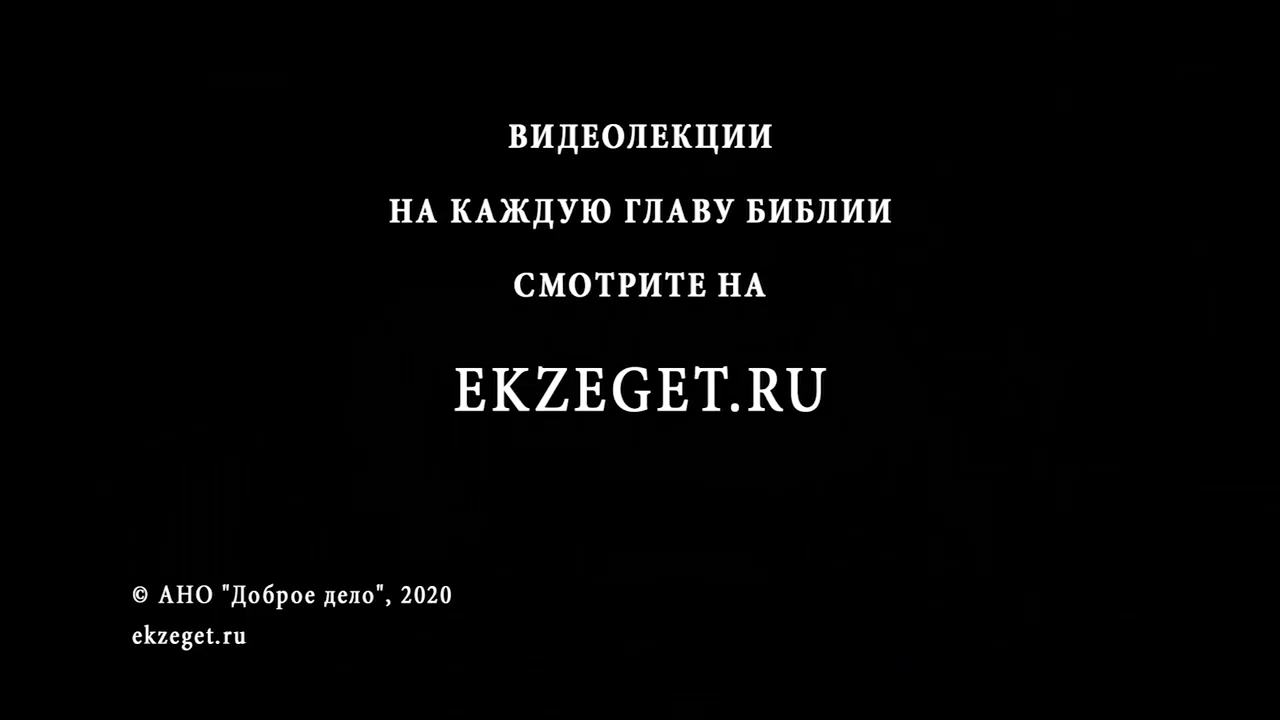 ВИДЕОЛЕКЦИИ
НА КАЖДУЮ ГЛАВУ БИБЛИИ
СМОТРИТЕ НА
EKZEGET.RU
© АНО "Доброе дело", 2020
ekzeget.ru